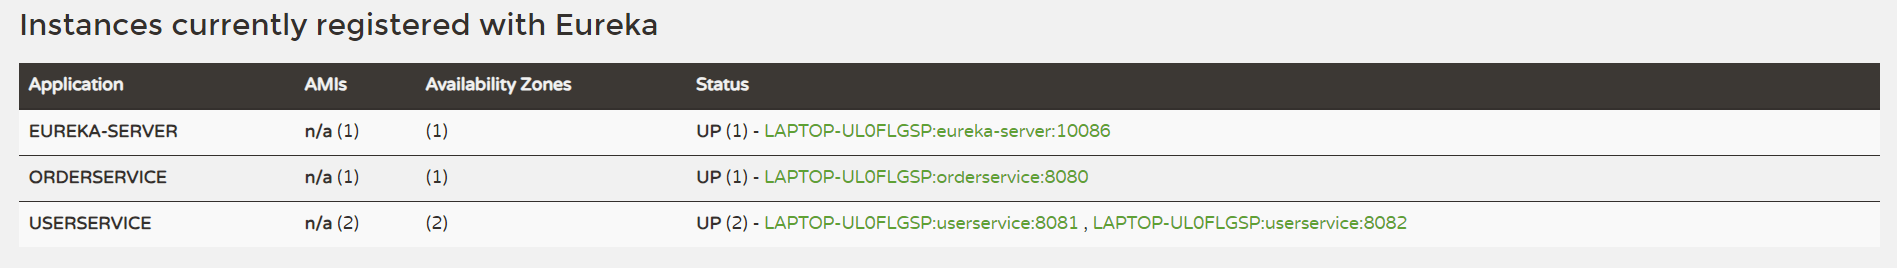 Instances currently registered with Eureka
Application AMIs Availability Zones Status
EUREKA-SERVER n/a (1) (1) UP (1) - LAPTOP-UL0FLGSP:eureka-server:10086
ORDERSERVICE n/a (1) (1) UP (1) - LAPTOP-UL0FLGSP:orderservice:8080
USERSERVICE n/a (2) (2) UP (2) - LAPTOP-UL0FLGSP:userservice:8081 , LAPTOP-UL0FLGSP:userservice:8082